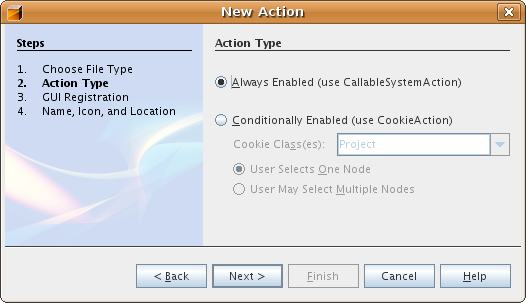 New Action
Steps
1. Choose File Type
2. Action Type
3. GUI Registration
4. Name, Icon, and Location
Action Type
Always Enabled (use CallableSystemAction)
Conditionally Enabled (use CookieAction)
Cookie Class(es): Project
User Selects One Node
User May Select Multiple Nodes
< Back Next > Finish Cancel Help